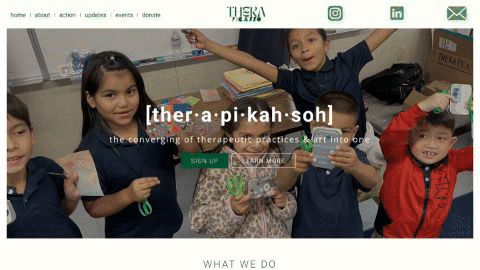 home | about | action | updates | events | donate
THERA
PICASSO
[ther·a·pi·kah·soh]
the converging of therapeutic practices & art into one
SIGN UP
LEARN MORE
WHAT WE DO